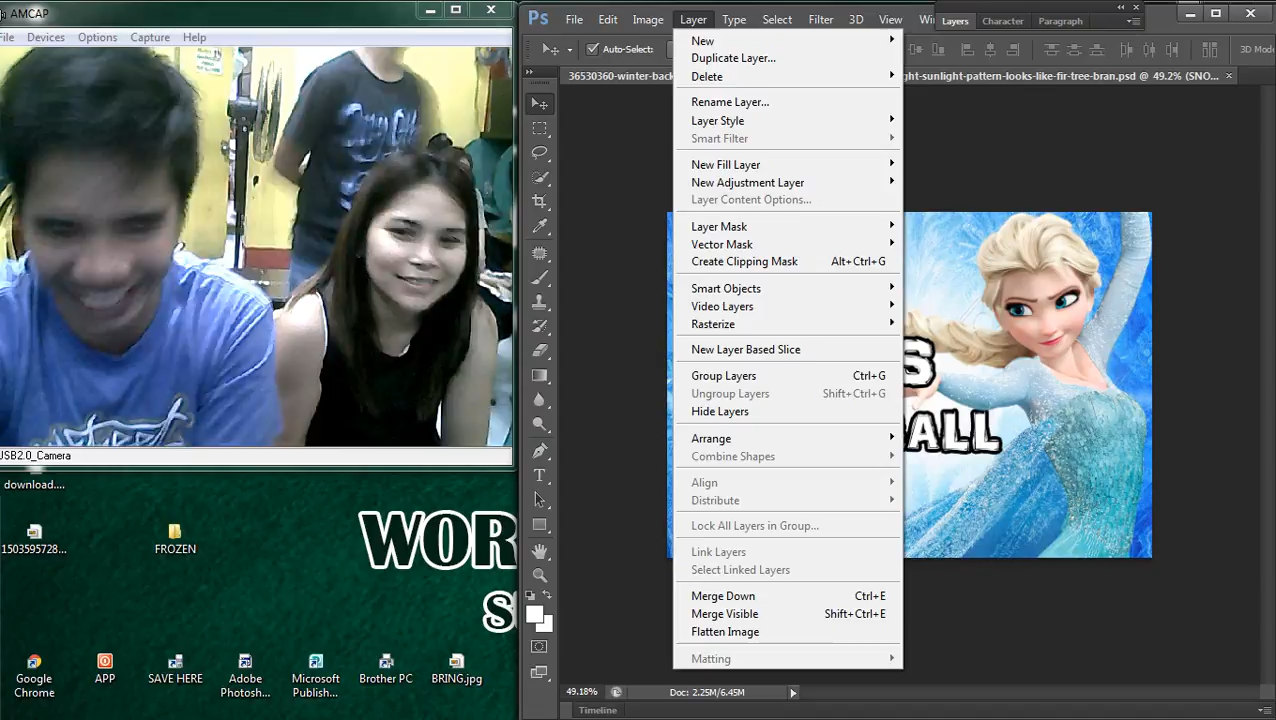 AMCAP
File Devices Options Capture Help
USB2.0_Camera
download....
1503595728...
FROZEN
WOR
S
Google Chrome
APP
SAVE HERE
Adobe Photosh...
Microsoft Publish...
Brother PC
BRING.jpg
Ps File Edit Image Layer Type Select Filter 3D View Wi
Layers Character Paragraph
Auto-Select:
3D Mode
36530360-winter-back
ght-sunlight-pattern-looks-like-fir-tree-bran.psd @ 49.2% (SNO...
New
Duplicate Layer...
Delete
Rename Layer...
Layer Style
Smart Filter
New Fill Layer
New Adjustment Layer
Layer Content Options...
Layer Mask
Vector Mask
Create Clipping Mask Alt+Ctrl+G
Smart Objects
Video Layers
Rasterize
New Layer Based Slice
Group Layers Ctrl+G
Ungroup Layers Shift+Ctrl+G
Hide Layers
Arrange
Combine Shapes
Align
Distribute
Lock All Layers in Group...
Link Layers
Select Linked Layers
Merge Down Ctrl+E
Merge Visible Shift+Ctrl+E
Flatten Image
Matting
S
ALL
49.18%
Doc: 2.25M/6.45M
Timeline